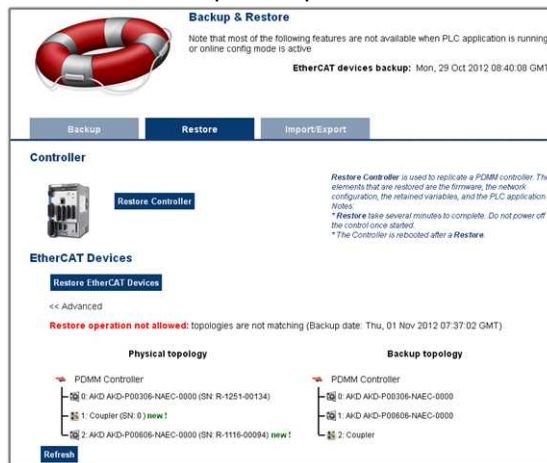 Backup & Restore
Note that most of the following features are not available when PLC application is running
or online config mode is active
EtherCAT devices backup: Mon, 29 Oct 2012 08:40:08 GMT
Backup
Restore
Import/Export
Controller
Restore Controller
Restore Controller is used to replicate a PDMM controller. The
elements that are restored are the firmware, the network
configuration, the retained variables, and the PLC application
Notes:
* Restore take several minutes to complete. Do not power off
the control once started.
* The Controller is rebooted after a Restore.
EtherCAT Devices
Restore EtherCAT Devices
<< Advanced
Restore operation not allowed: topologies are not matching (Backup date: Thu, 01 Nov 2012 07:37:02 GMT)
Physical topology
PDMM Controller
0: AKD AKD-P00306-NAEC-0000 (SN: R-1251-00134)
1: Coupler (SN: 0 ) new !
2: AKD AKD-P00606-NAEC-0000 (SN: R-1116-00094) new !
Backup topology
PDMM Controller
0: AKD AKD-P00306-NAEC-0000
1: AKD AKD-P00606-NAEC-0000
2: Coupler
Refresh